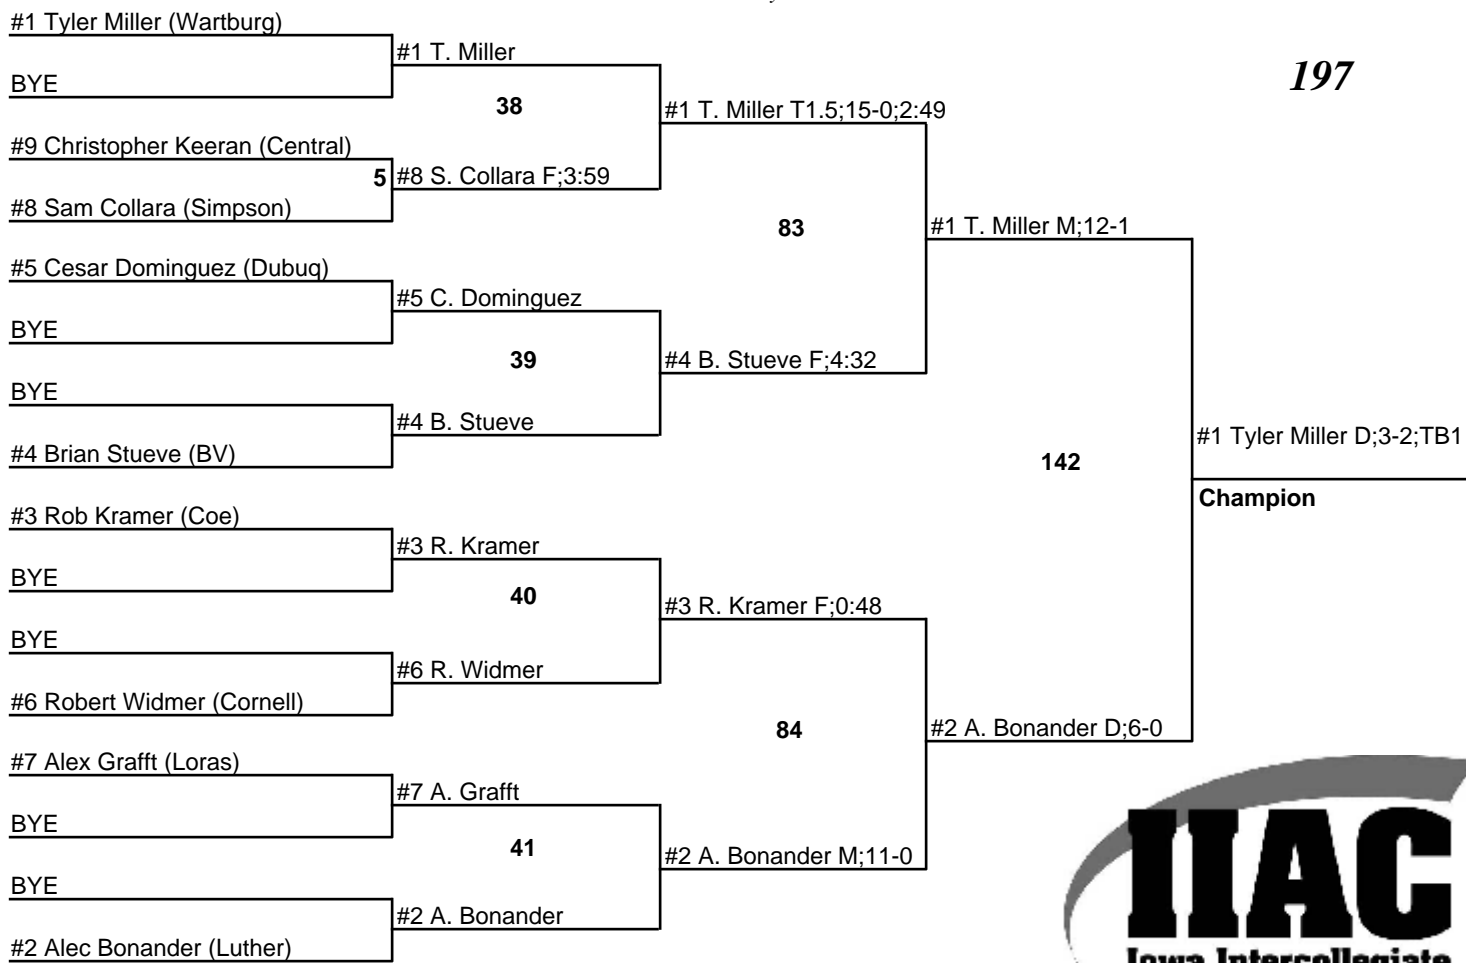 #1 Tyler Miller (Wartburg)
#1 T. Miller
197
BYE
38
#1 T. Miller T1.5;15-0;2:49
#9 Christopher Keeran (Central)
5 #8 S. Collara F;3:59
#8 Sam Collara (Simpson)
83
#1 T. Miller M;12-1
#5 Cesar Dominguez (Dubuq)
#5 C. Dominguez
BYE
39
#4 B. Stueve F;4:32
BYE
#4 B. Stueve
#4 Brian Stueve (BV)
#1 Tyler Miller D;3-2;TB1
142
Champion
#3 Rob Kramer (Coe)
#3 R. Kramer
BYE
40
#3 R. Kramer F;0:48
BYE
#6 R. Widmer
#6 Robert Widmer (Cornell)
84
#2 A. Bonander D;6-0
#7 Alex Grafft (Loras)
#7 A. Grafft
BYE
41
#2 A. Bonander M;11-0
BYE
#2 A. Bonander
#2 Alec Bonander (Luther)
IIAC
Iowa Intercollegiate